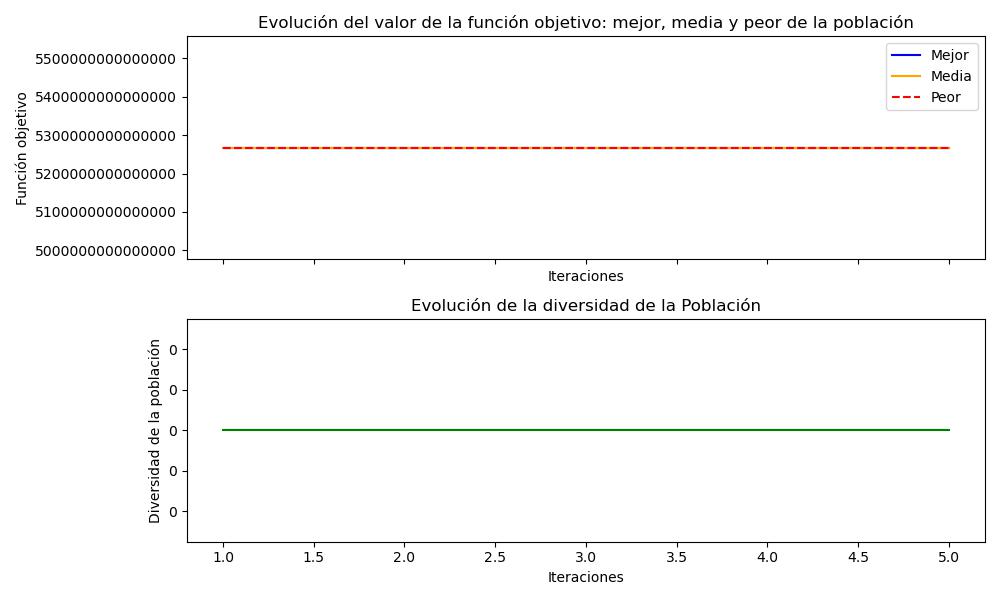 Evolución del valor de la función objetivo: mejor, media y peor de la población
Función objetivo
5500000000000000
5400000000000000
5300000000000000
5200000000000000
5100000000000000
5000000000000000
Mejor
Media
Peor
Iteraciones
Evolución de la diversidad de la Población
Diversidad de la población
0
0
0
0
0
1.0 1.5 2.0 2.5 3.0 3.5 4.0 4.5 5.0
Iteraciones